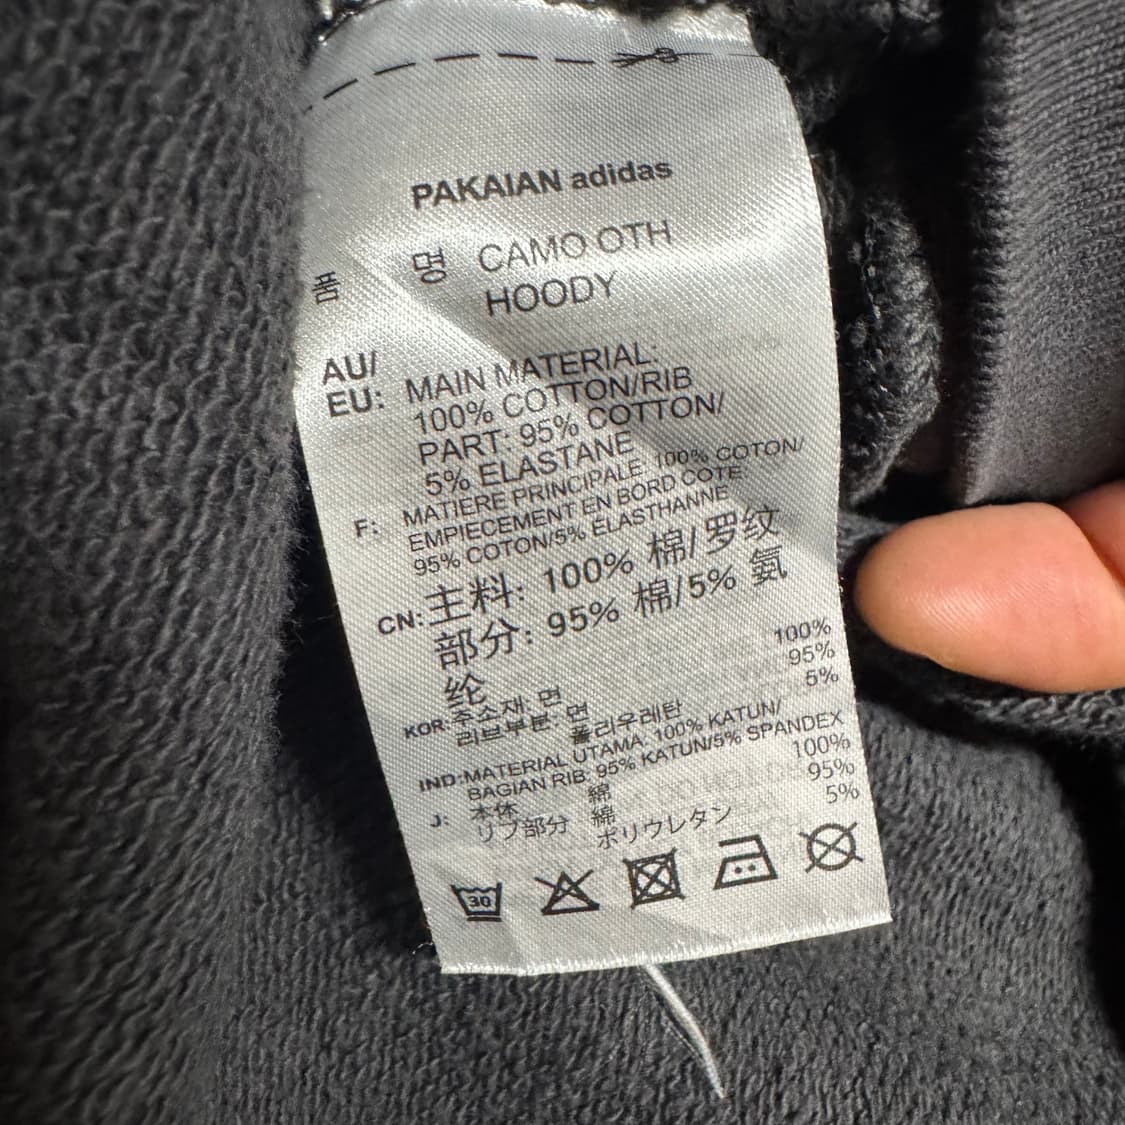 PAKAIAN adidas
품 명 CAMO OTH
HOODY
AU/
EU: MAIN MATERIAL:
100% COTTON/RIB
PART: 95% COTTON/
5% ELASTANE
F: MATIERE PRINCIPALE: 100% COTON/
EMPIECEMENT EN BORD COTE
95% COTON/5% ELASTHANNE
CN: 主料: 100% 棉/罗纹
部分: 95% 棉/5% 氨
纶
100%
KOR: 주소재: 면 95%
리브부분: 면 5%
폴리우레탄
IND: MATERIAL UTAMA: 100% KATUN/
BAGIAN RIB: 95% KATUN/5% SPANDEX
J: 本体 綿 100%
リブ部分 綿 95%
ポリウレタン 5%
30